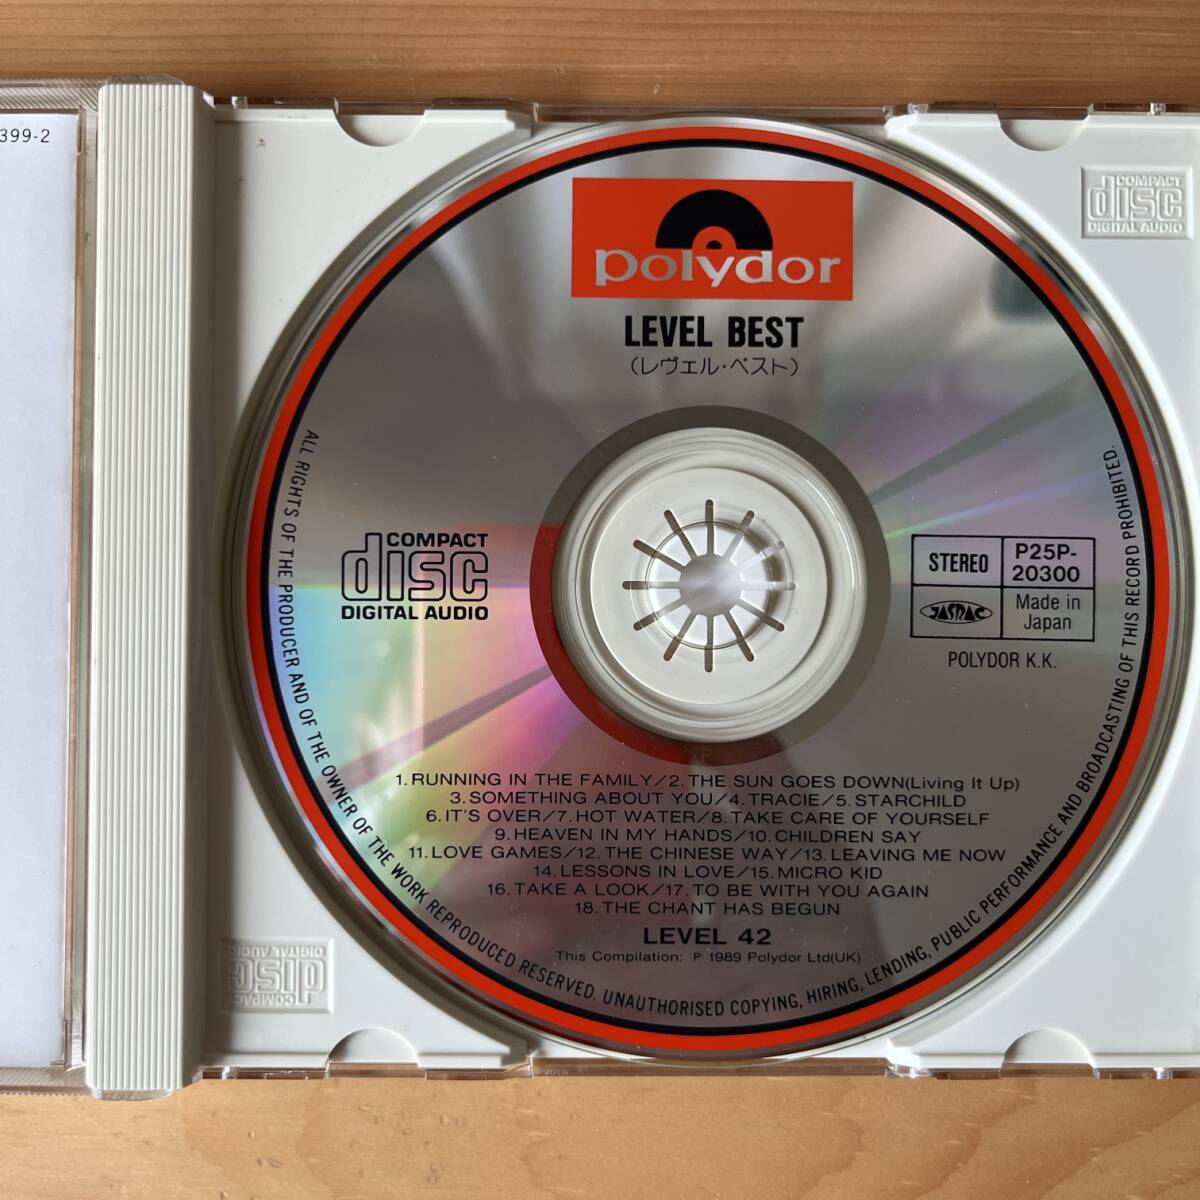 399-2
COMPACT
disc
DIGITAL AUDIO
polydor
LEVEL BEST
(レヴェル・ベスト)
COMPACT
disc
DIGITAL AUDIO
STEREO
P25P-
20300
JASRAC
Made in
Japan
POLYDOR K.K.
1.RUNNING IN THE FAMILY/2. THE SUN GOES DOWN(Living It Up)
3.SOMETHING ABOUT YOU/4. TRACIE/5. STARCHILD
6.IT'S OVER/7. HOT WATER/8. TAKE CARE OF YOURSELF
9.HEAVEN IN MY HANDS/10. CHILDREN SAY
11.LOVE GAMES/12. THE CHINESE WAY/13. LEAVING ME NOW
14. LESSONS IN LOVE/15. MICRO KID
16. TAKE A LOOK/17. TO BE WITH YOU AGAIN
18. THE CHANT HAS BEGUN
LEVEL 42
This Compilation: ℗ 1989 Polydor Ltd(UK)
ALL RIGHTS OF THE PRODUCER AND OF THE OWNER OF THE WORK REPRODUCED RESERVED. UNAUTHORISED COPYING, HIRING, LENDING, PUBLIC PERFORMANCE AND BROADCASTING OF THIS RECORD PROHIBITED.
COMPACT
disc
DIGITAL AUDIO